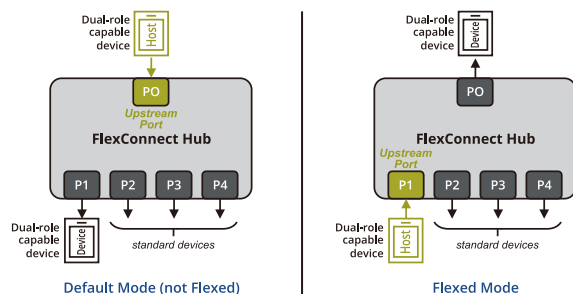 Dual-role
capable
device
Host
PO
Upstream
Port
FlexConnect Hub
P1
P2
P3
P4
Dual-role
capable
device
Device
standard devices
Default Mode (not Flexed)
Dual-role
capable
device
Device
PO
FlexConnect Hub
Upstream
Port
P1
P2
P3
P4
Dual-role
capable
device
Host
standard devices
Flexed Mode